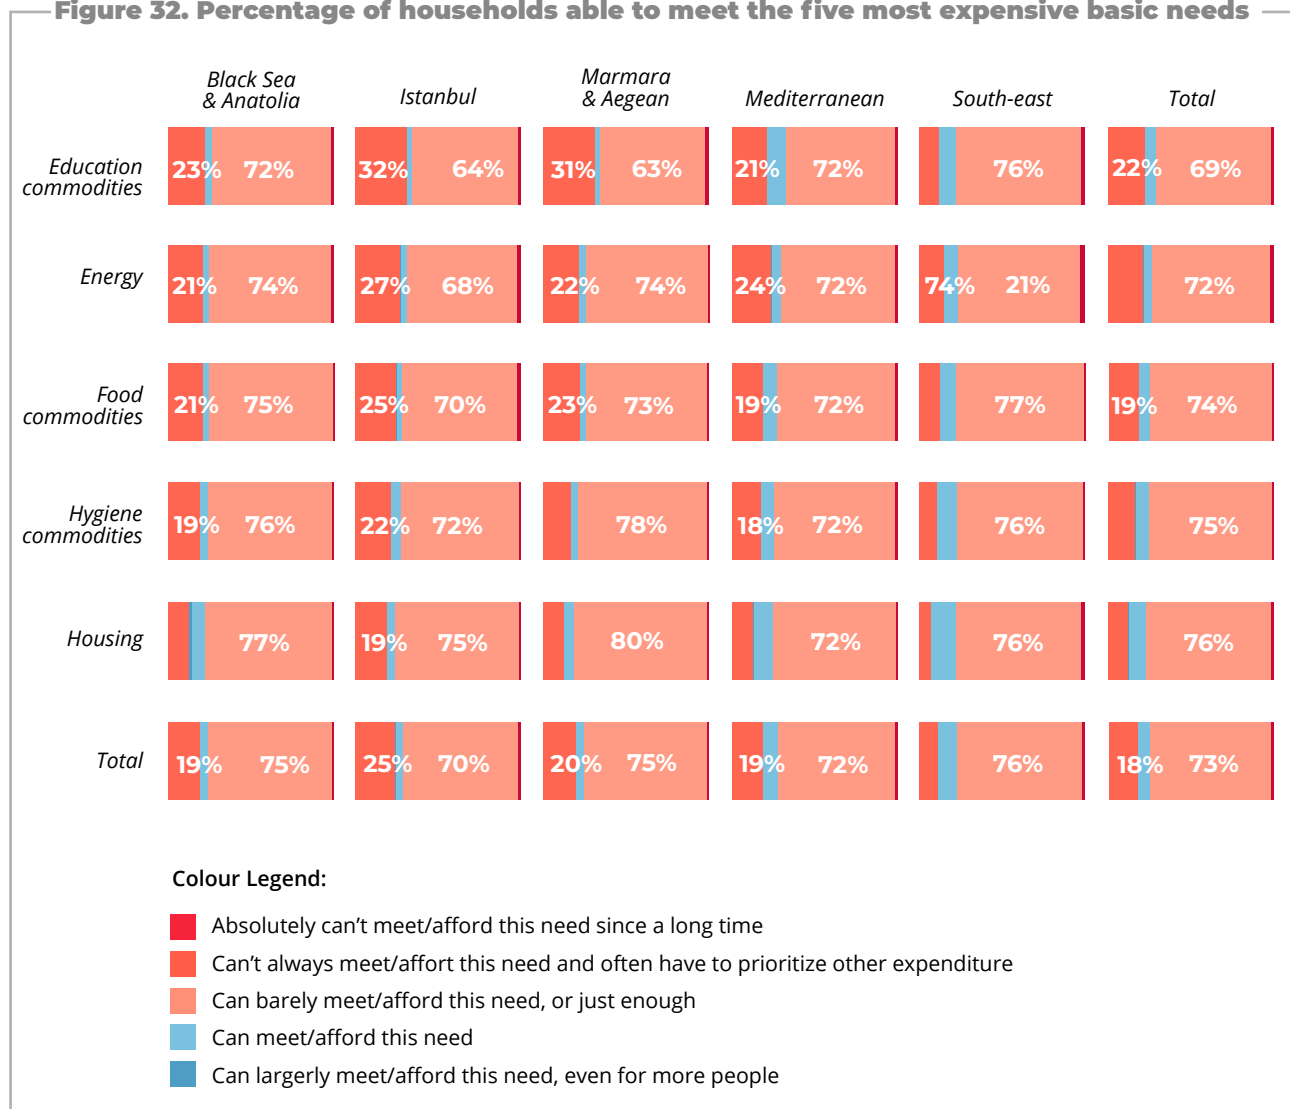 Figure 32. Percentage of households able to meet the five most expensive basic needs
Black Sea
& Anatolia
Istanbul
Marmara
& Aegean
Mediterranean
South-east
Total
Education
commodities
23% 72% 32% 64% 31% 63% 21% 72% 76% 22% 69%
Energy
21% 74% 27% 68% 22% 74% 24% 72% 74% 21% 72%
Food
commodities
21% 75% 25% 70% 23% 73% 19% 72% 77% 19% 74%
Hygiene
commodities
19% 76% 22% 72% 78% 18% 72% 76% 75%
Housing
77% 19% 75% 80% 72% 76% 76%
Total
19% 75% 25% 70% 20% 75% 19% 72% 76% 18% 73%
Colour Legend:
Absolutely can’t meet/afford this need since a long time
Can’t always meet/affort this need and often have to prioritize other expenditure
Can barely meet/afford this need, or just enough
Can meet/afford this need
Can largerly meet/afford this need, even for more people